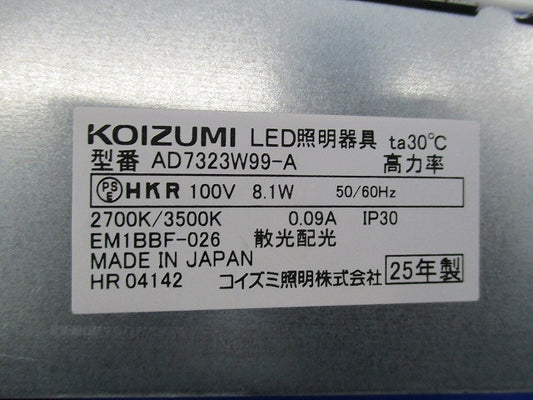 KOIZUMI LED照明器具 ta30℃
型番 AD7323W99-A 高力率
PSE HKR 100V 8.1W 50/60Hz
2700K/3500K 0.09A IP30
EM1BBF-026 散光配光
MADE IN JAPAN
HR 04142 コイズミ照明株式会社 25年製